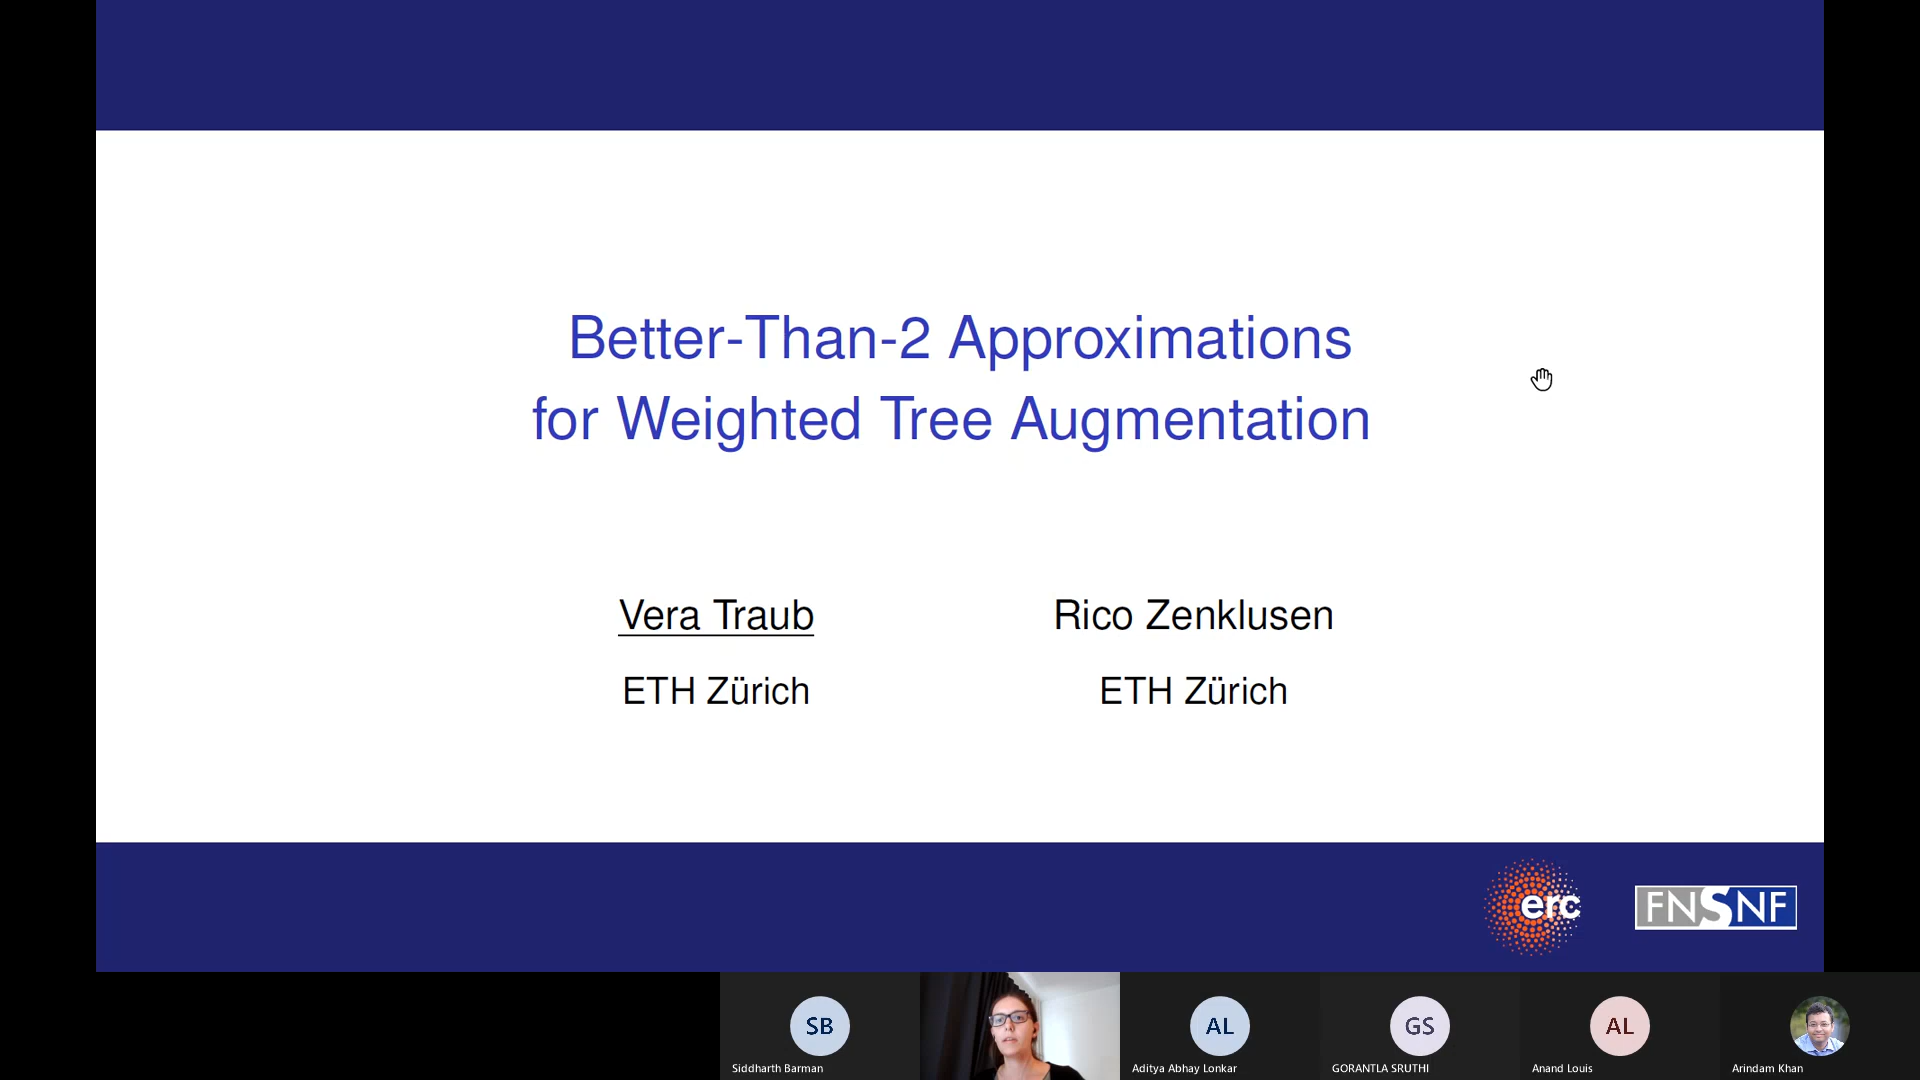 Better-Than-2 Approximations
for Weighted Tree Augmentation
Vera Traub
Rico Zenklusen
ETH Zürich
ETH Zürich
erc
FNSNF
SB
AL
GS
AL
Siddharth Barman
Aditya Abhay Lonkar
GORANTLA SRUTHI
Anand Louis
Arindam Khan